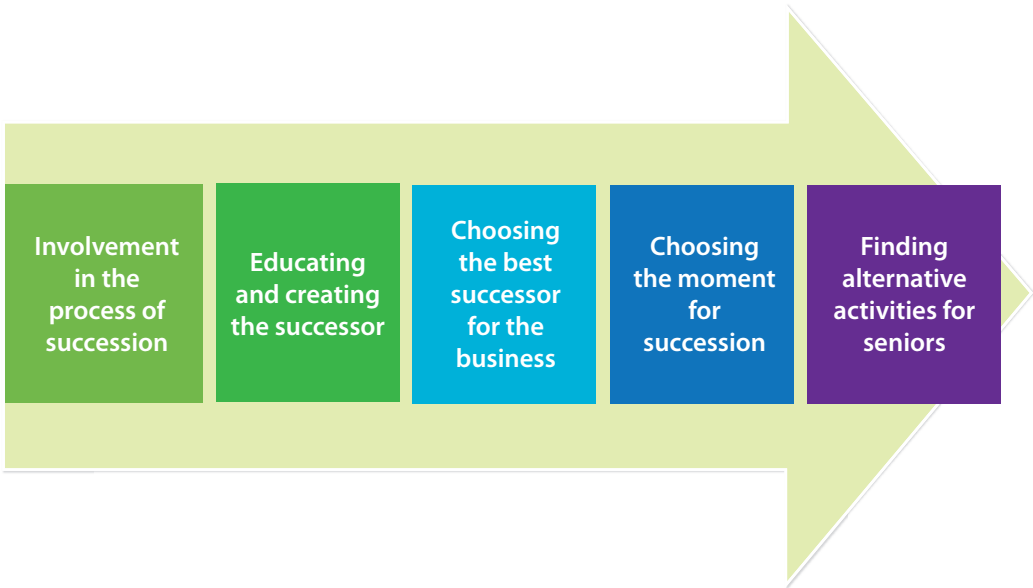 Involvement
in the
process of
succession
Educating
and creating
the successor
Choosing
the best
successor
for the
business
Choosing
the moment
for
succession
Finding
alternative
activities for
seniors